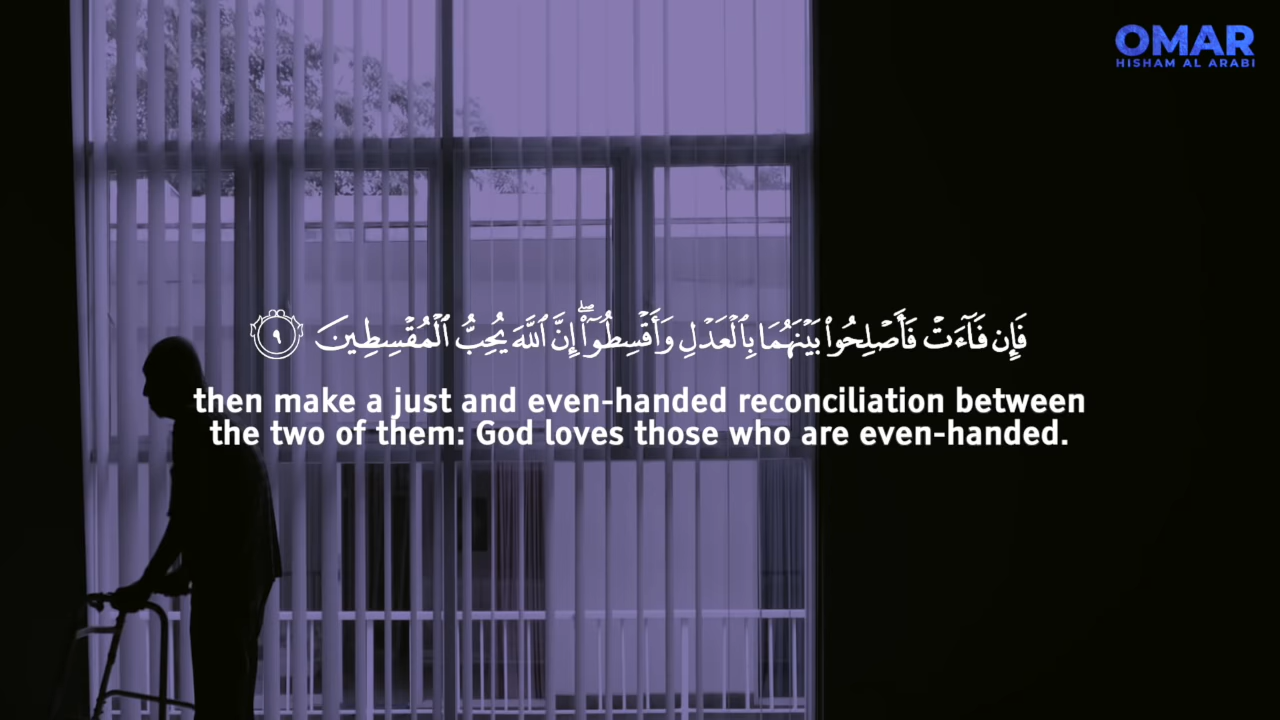 OMAR
HISHAM AL ARABI
فَإِن فَآءَتْ فَأَصْلِحُوا۟ بَيْنَهُمَا بِٱلْعَدْلِ وَأَقْسِطُوٓا۟ ۖ إِنَّ ٱللَّهَ يُحِبُّ ٱلْمُقْسِطِينَ ٩
then make a just and even-handed reconciliation between
the two of them: God loves those who are even-handed.